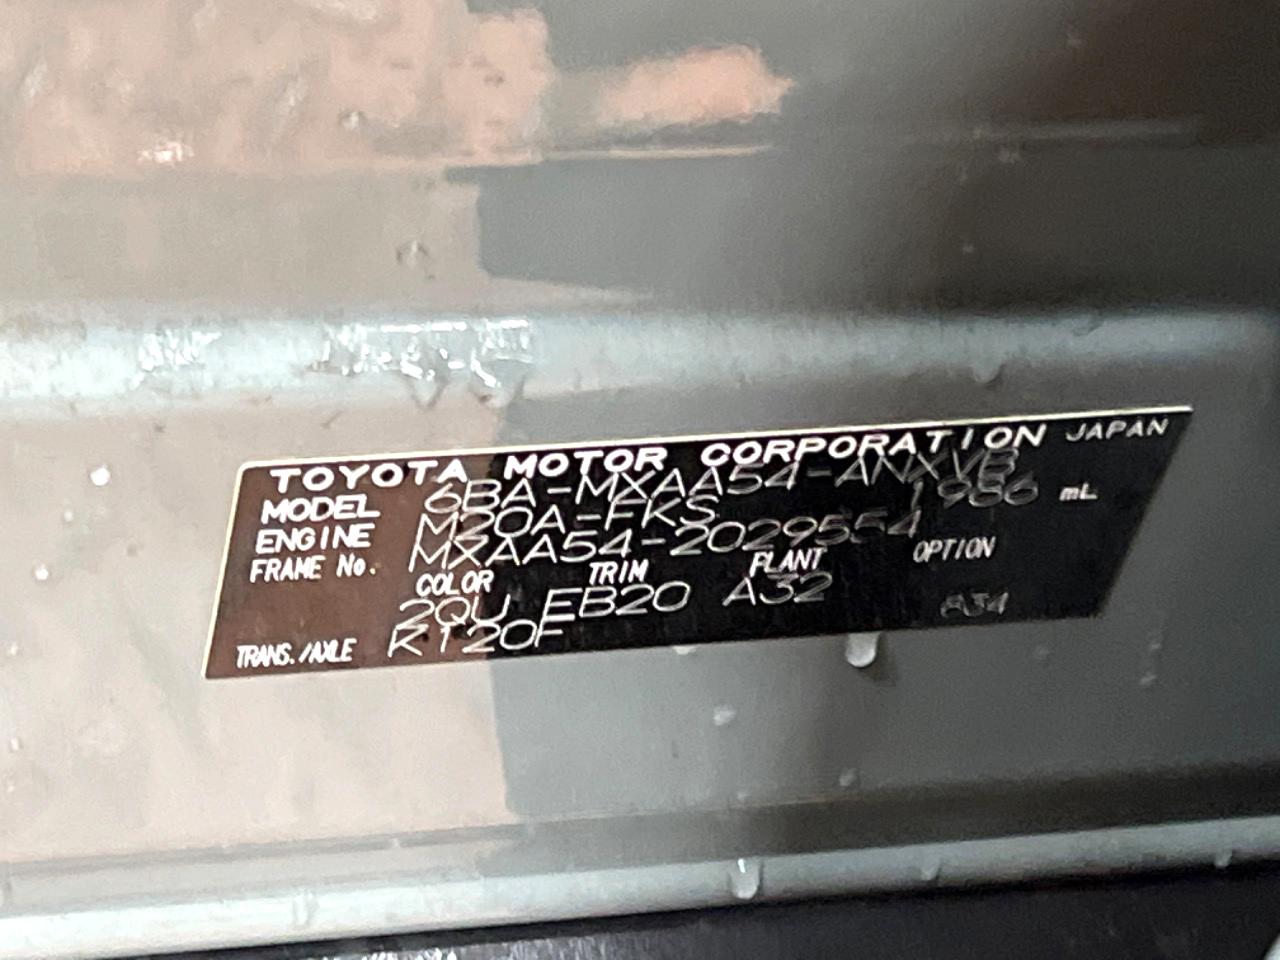 TOYOTA MOTOR CORPORATION JAPAN
MODEL 6BA-MXAA54-ANXVB
ENGINE M20A-FKS 1986 mL
FRAME No. MXAA54-2029554
COLOR TRIM PLANT OPTION
2QU EB20 A32 834
TRANS./AXLE K120F